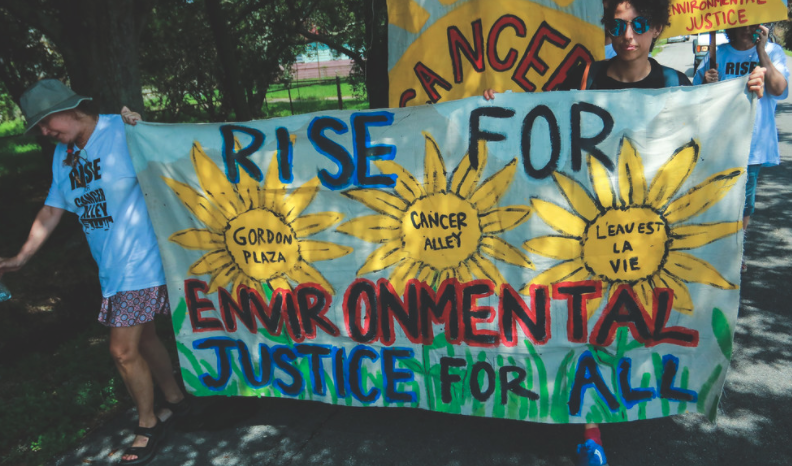 ENVIRONMENTAL
JUSTICE
CANCER
RISE
RISE
CANCER
ALLEY
RISE FOR
GORDON
PLAZA
CANCER
ALLEY
L'EAU EST
LA
VIE
ENVIRONMENTAL
JUSTICE FOR ALL